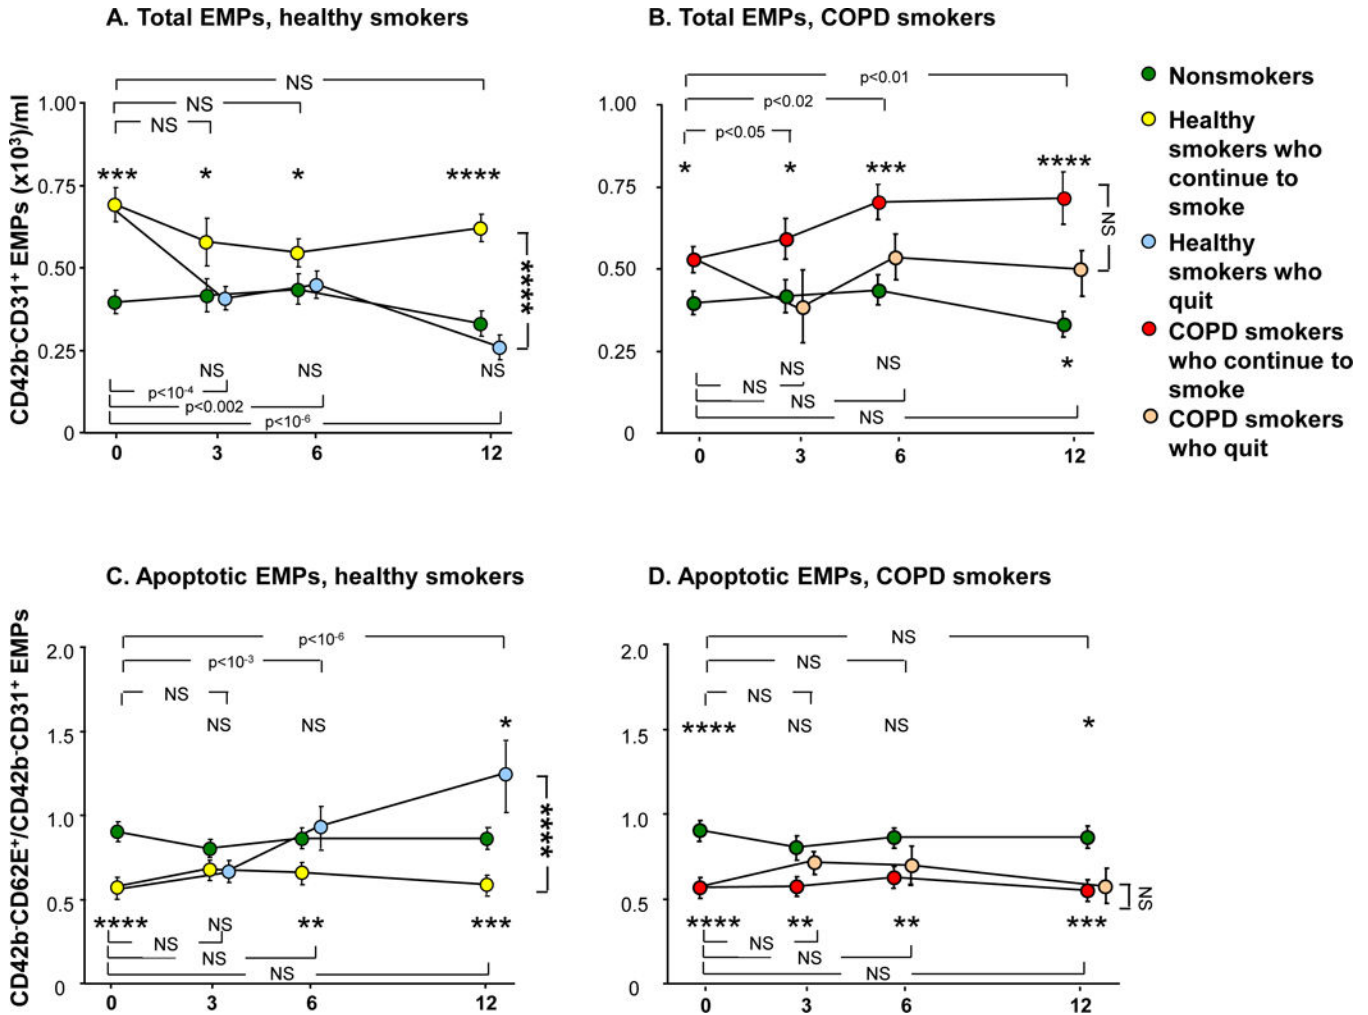 A. Total EMPs, healthy smokers
B. Total EMPs, COPD smokers
CD42b⁻CD31⁺ EMPs (x10³)/ml
NS
NS
NS
1.00
*** * * ****
0.75
0.50
****
0.25
NS NS NS
p<10⁻⁴
p<0.002
p<10⁻⁶
0
0 3 6 12
p<0.01
p<0.02
1.00
p<0.05
* * *** ****
0.75
NS
0.50
0.25
NS NS *
NS
NS
NS
0
0 3 6 12
Nonsmokers
Healthy
smokers who
continue to
smoke
Healthy
smokers who
quit
COPD smokers
who continue to
smoke
COPD smokers
who quit
C. Apoptotic EMPs, healthy smokers
D. Apoptotic EMPs, COPD smokers
CD42b⁻CD62E⁺/CD42b⁻CD31⁺ EMPs
p<10⁻⁶
2.0
p<10⁻³
NS
NS NS *
1.5
1.0
****
0.5
**** NS ** ***
NS
NS
NS
0
0 3 6 12
NS
2.0
NS
NS
**** NS NS *
1.5
1.0
NS
0.5
**** ** ** ***
NS
NS
NS
0
0 3 6 12